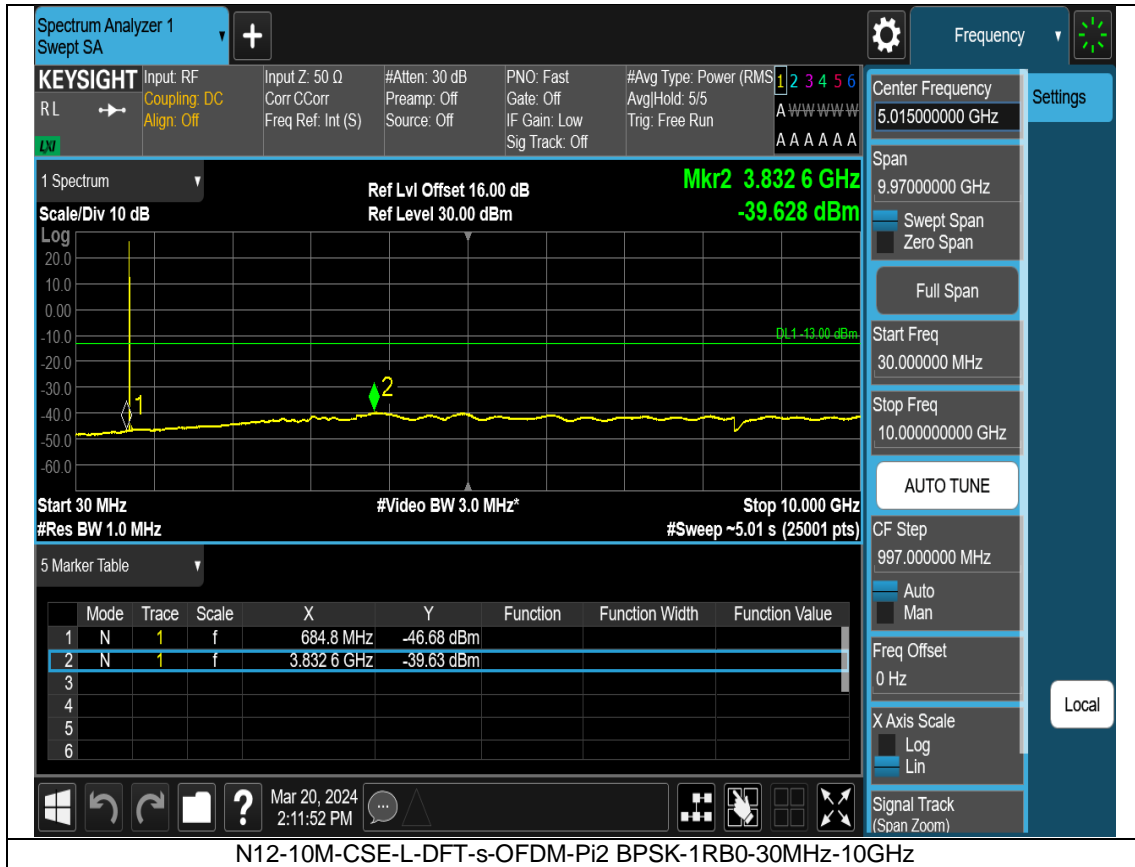 Spectrum Analyzer 1
Swept SA
Frequency
KEYSIGHT
RL
LXI
Input: RF
Coupling: DC
Align: Off
Input Z: 50 Ω
Corr CCorr
Freq Ref: Int (S)
#Atten: 30 dB
Preamp: Off
Source: Off
PNO: Fast
Gate: Off
IF Gain: Low
Sig Track: Off
#Avg Type: Power (RMS
Avg|Hold: 5/5
Trig: Free Run
1 2 3 4 5 6
A W W W W W
A A A A A A
1 Spectrum
Scale/Div 10 dB
Ref Lvl Offset 16.00 dB
Ref Level 30.00 dBm
Mkr2 3.832 6 GHz
-39.628 dBm
Log
20.0
10.0
0.00
-10.0
-20.0
-30.0
-40.0
-50.0
-60.0
DL1 -13.00 dBm
1
2
Start 30 MHz
#Video BW 3.0 MHz*
Stop 10.000 GHz
#Res BW 1.0 MHz
#Sweep ~5.01 s (25001 pts)
5 Marker Table
Mode Trace Scale X Y Function Function Width Function Value
1 N 1 f 684.8 MHz -46.68 dBm
2 N 1 f 3.832 6 GHz -39.63 dBm
3
4
5
6
Mar 20, 2024
2:11:52 PM
Center Frequency
5.015000000 GHz
Settings
Span
9.97000000 GHz
Swept Span
Zero Span
Full Span
Start Freq
30.000000 MHz
Stop Freq
10.000000000 GHz
AUTO TUNE
CF Step
997.000000 MHz
Auto
Man
Freq Offset
0 Hz
Local
X Axis Scale
Log
Lin
Signal Track
(Span Zoom)
N12-10M-CSE-L-DFT-s-OFDM-Pi2 BPSK-1RB0-30MHz-10GHz